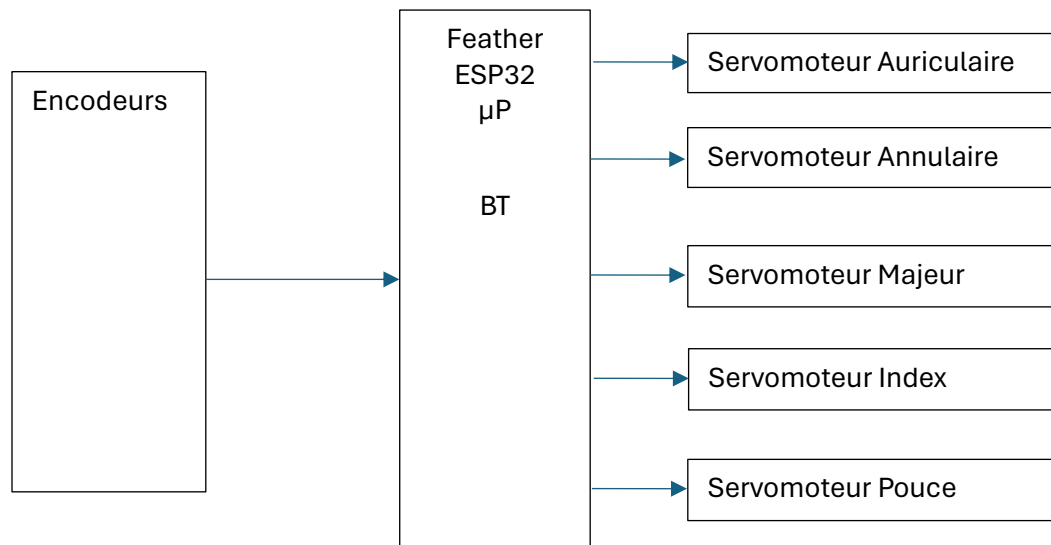 Encodeurs
Feather
ESP32
µP
BT
Servomoteur Auriculaire
Servomoteur Annulaire
Servomoteur Majeur
Servomoteur Index
Servomoteur Pouce